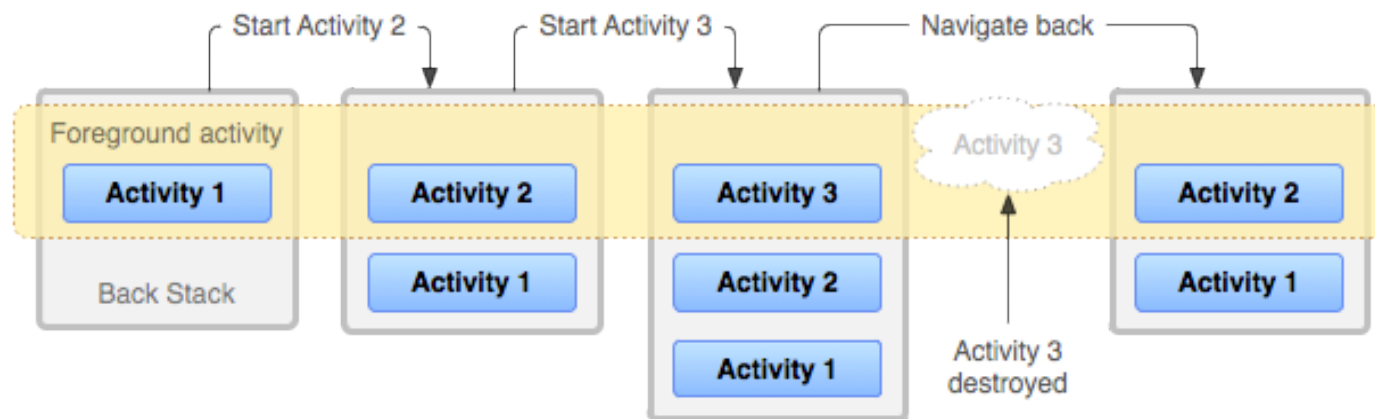 Start Activity 2
Start Activity 3
Navigate back
Foreground activity
Activity 1
Back Stack
Activity 2
Activity 1
Activity 3
Activity 2
Activity 1
Activity 3
Activity 3
destroyed
Activity 2
Activity 1